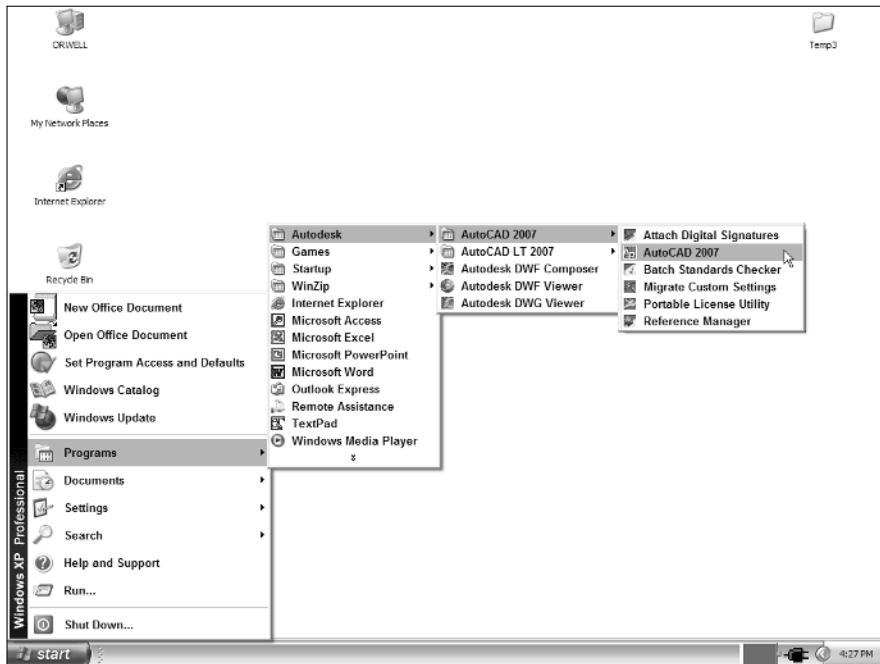 ORWELL
Temp3
My Network Places
Internet Explorer
Recycle Bin
New Office Document
Open Office Document
Set Program Access and Defaults
Windows Catalog
Windows Update
Programs
Documents
Settings
Search
Help and Support
Run...
Shut Down...
Windows XP Professional
Autodesk
Games
Startup
WinZip
Internet Explorer
Microsoft Access
Microsoft Excel
Microsoft PowerPoint
Microsoft Word
Outlook Express
Remote Assistance
TextPad
Windows Media Player
AutoCAD 2007
AutoCAD LT 2007
Autodesk DWF Composer
Autodesk DWF Viewer
Autodesk DWG Viewer
Attach Digital Signatures
AutoCAD 2007
Batch Standards Checker
Migrate Custom Settings
Portable License Utility
Reference Manager
start
4:27 PM